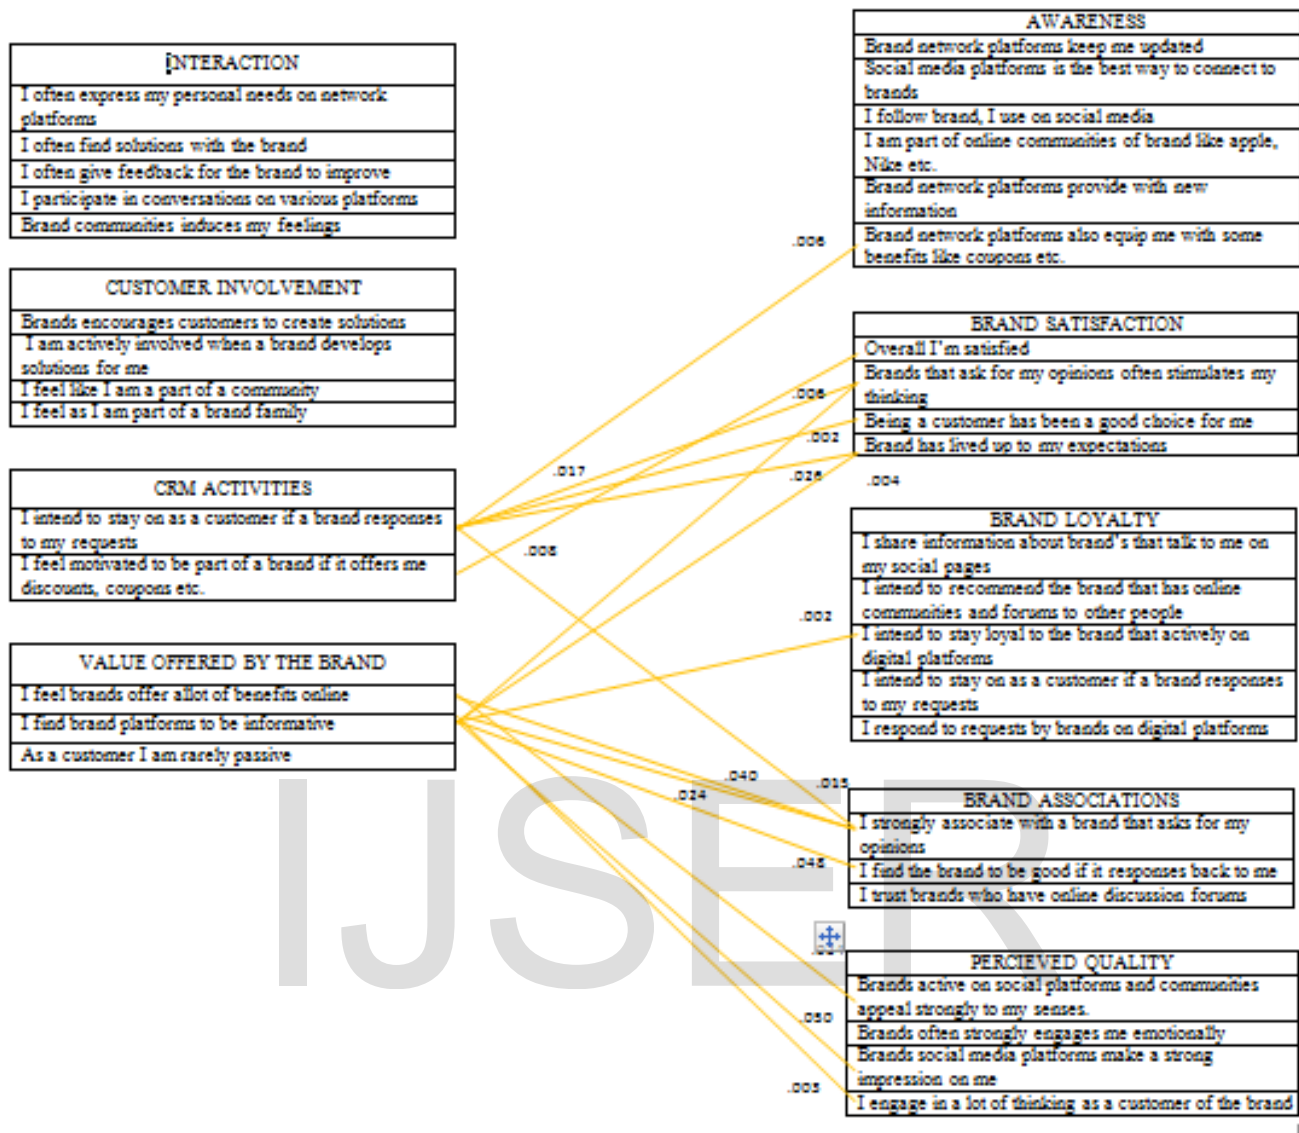 INTERACTION
I often express my personal needs on network
platforms
I often find solutions with the brand
I often give feedback for the brand to improve
I participate in conversations on various platforms
Brand communities induces my feelings
CUSTOMER INVOLVEMENT
Brands encourages customers to create solutions
I am actively involved when a brand develops
solutions for me
I feel like I am a part of a community
I feel as I am part of a brand family
CRM ACTIVITIES
I intend to stay on as a customer if a brand responses
to my requests
I feel motivated to be part of a brand if it offers me
discounts, coupons etc.
VALUE OFFERED BY THE BRAND
I feel brands offer allot of benefits online
I find brand platforms to be informative
As a customer I am rarely passive
.006
.006
.002
.017
.026
.004
.008
.002
.040
.015
.024
.048
.050
.003
AWARENESS
Brand network platforms keep me updated
Social media platforms is the best way to connect to
brands
I follow brand, I use on social media
I am part of online communities of brand like apple,
Nike etc.
Brand network platforms provide with new
information
Brand network platforms also equip me with some
benefits like coupons etc.
BRAND SATISFACTION
Overall I'm satisfied
Brands that ask for my opinions often stimulates my
thinking
Being a customer has been a good choice for me
Brand has lived up to my expectations
BRAND LOYALTY
I share information about brand's that talk to me on
my social pages
I intend to recommend the brand that has online
communities and forums to other people
I intend to stay loyal to the brand that actively on
digital platforms
I intend to stay on as a customer if a brand responses
to my requests
I respond to requests by brands on digital platforms
BRAND ASSOCIATIONS
I strongly associate with a brand that asks for my
opinions
I find the brand to be good if it responses back to me
I trust brands who have online discussion forums
PERCIEVED QUALITY
Brands active on social platforms and communities
appeal strongly to my senses.
Brands often strongly engages me emotionally
Brands social media platforms make a strong
impression on me
I engage in a lot of thinking as a customer of the brand
IJSER